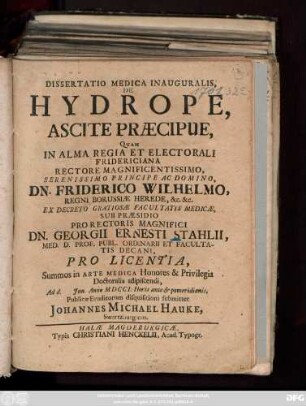 DISSERTATIO MEDICA INAUGURALIS,
DE
HYDROPE,
ASCITE PRÆCIPUE,
QUAM
IN ALMA REGIA ET ELECTORALI
FRIDERICIANA
RECTORE MAGNIFICENTISSIMO,
SERENISSIMO PRINCIPE AC DOMINO,
DN. FRIDERICO WILHELMO,
REGNI BORUSSIÆ HEREDE, &c. &c.
EX DECRETO GRATIOSÆ FACULTATIS MEDICÆ,
SUB PRÆSIDIO
PRORECTORIS MAGNIFICI
DN. GEORGII ERNESTI STAHLII,
MED. D. PROF. PUBL. ORDINARII ET FACULTA-
TIS DECANI,
PRO LICENTIA,
Summos in ARTE MEDICA Honores & Privilegia
Doctoralia adipiscendi,
Ad d. Jun. Anno MDCCI. Horis ante & pomeridianis,
Publicæ Eruditorum disquisitioni submittet
JOHANNES MICHAEL HAUKE,
HALÆ MAGDEBURGICÆ,
Typis CHRISTIANI HENCKELII, Acad. Typogr.